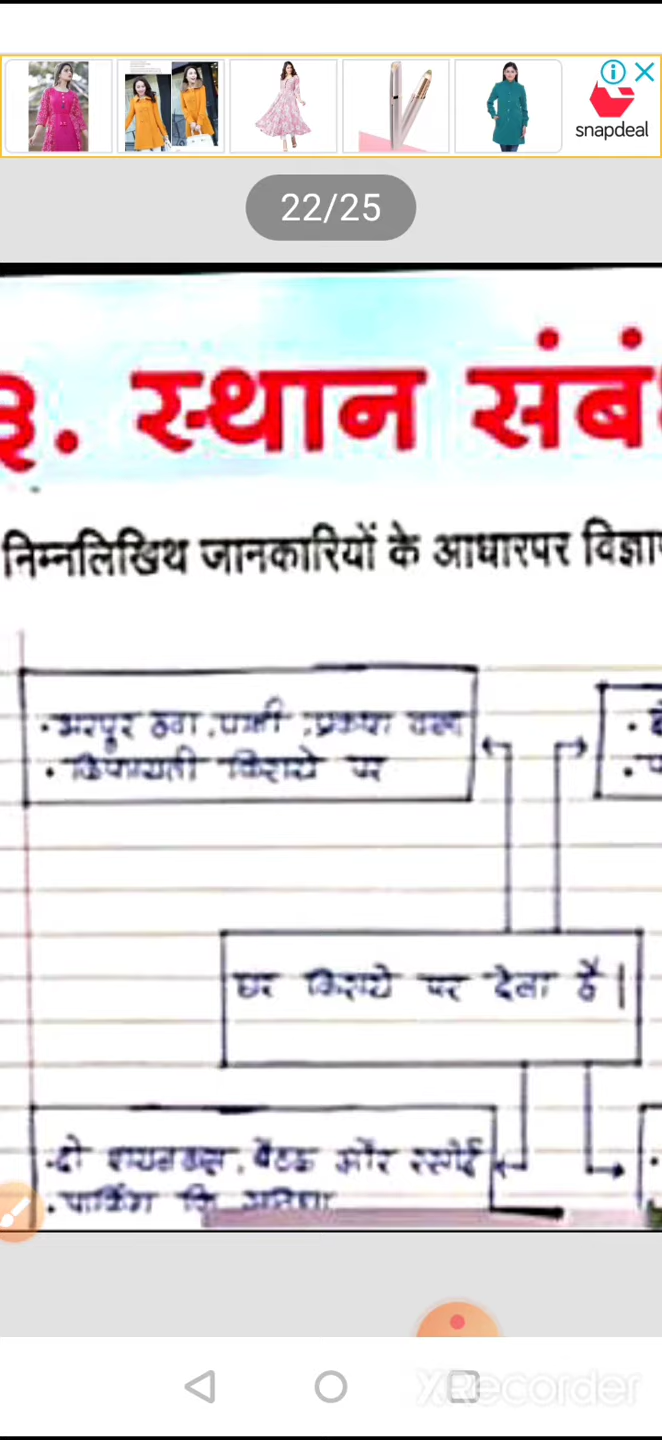 snapdeal
22/25
३. स्थान संबं
निम्नलिखित जानकारियों के आधारपर विज्ञा
• भरपुर हवा, पानी, प्रकाश
• किफायती किराये पर
घर किराये पर देना है |
• दो शयनकक्ष, बैठक और रसोई
• पार्किंग कि
XRecorder